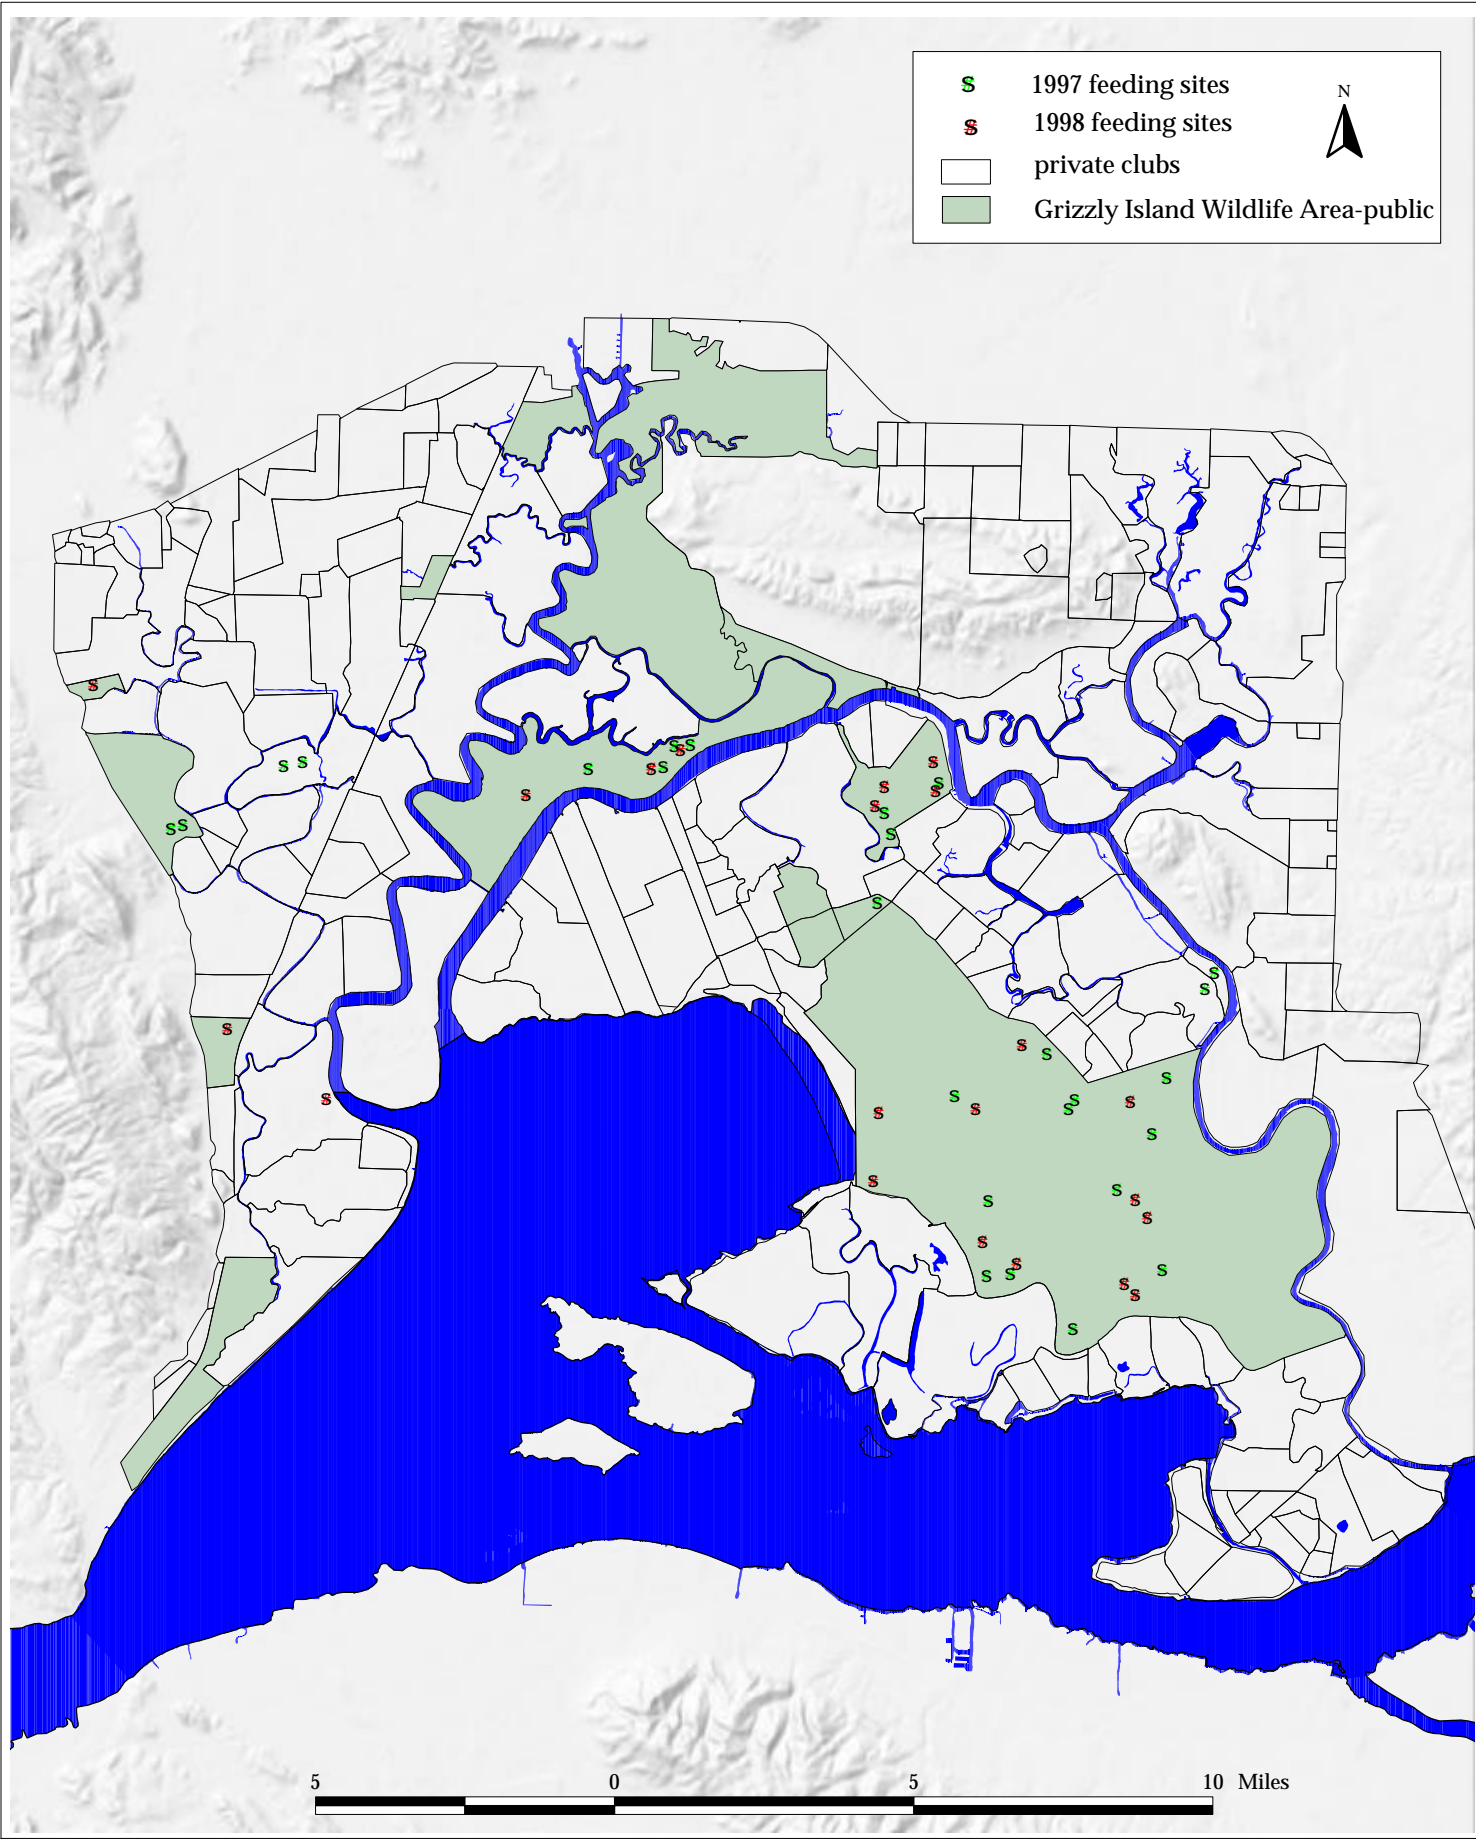 S 1997 feeding sites
S 1998 feeding sites
private clubs
Grizzly Island Wildlife Area-public
N
5 0 5 10 Miles